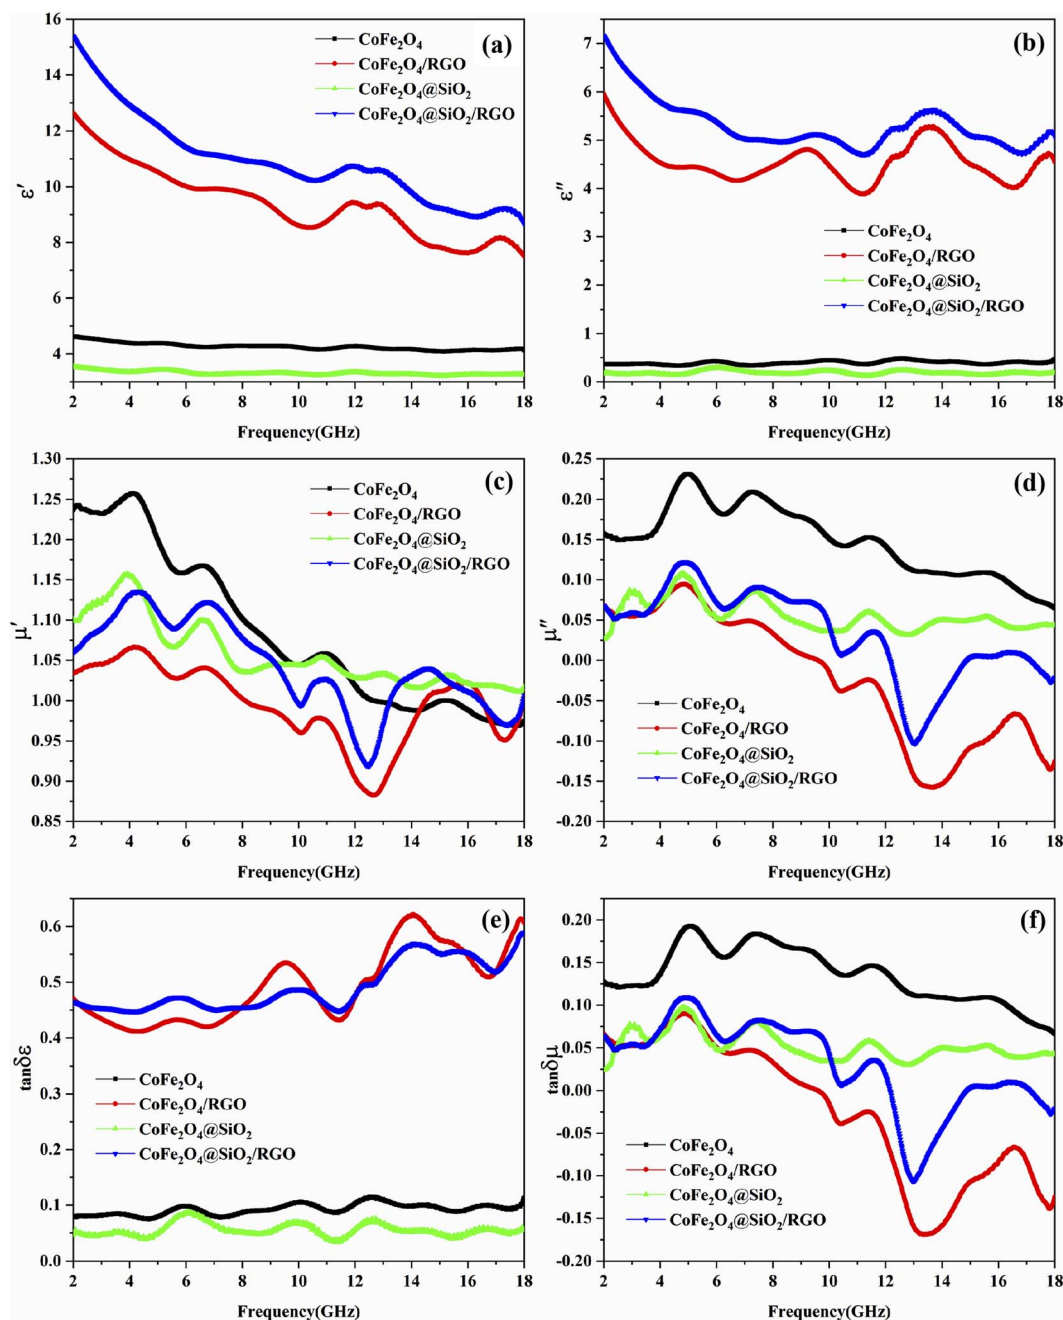 16
14
12
10
8
6
4
ε′
(a)
CoFe₂O₄
CoFe₂O₄/RGO
CoFe₂O₄@SiO₂
CoFe₂O₄@SiO₂/RGO
2 4 6 8 10 12 14 16 18
Frequency(GHz)
7
6
5
4
3
2
1
0
ε″
(b)
CoFe₂O₄
CoFe₂O₄/RGO
CoFe₂O₄@SiO₂
CoFe₂O₄@SiO₂/RGO
2 4 6 8 10 12 14 16 18
Frequency(GHz)
1.30
1.25
1.20
1.15
1.10
1.05
1.00
0.95
0.90
0.85
μ′
(c)
CoFe₂O₄
CoFe₂O₄/RGO
CoFe₂O₄@SiO₂
CoFe₂O₄@SiO₂/RGO
2 4 6 8 10 12 14 16 18
Frequency(GHz)
0.25
0.20
0.15
0.10
0.05
0.00
-0.05
-0.10
-0.15
-0.20
μ″
(d)
CoFe₂O₄
CoFe₂O₄/RGO
CoFe₂O₄@SiO₂
CoFe₂O₄@SiO₂/RGO
2 4 6 8 10 12 14 16 18
Frequency(GHz)
0.6
0.5
0.4
0.3
0.2
0.1
0.0
tanδε
(e)
CoFe₂O₄
CoFe₂O₄/RGO
CoFe₂O₄@SiO₂
CoFe₂O₄@SiO₂/RGO
2 4 6 8 10 12 14 16 18
Frequency(GHz)
0.20
0.15
0.10
0.05
0.00
-0.05
-0.10
-0.15
-0.20
tanδμ
(f)
CoFe₂O₄
CoFe₂O₄/RGO
CoFe₂O₄@SiO₂
CoFe₂O₄@SiO₂/RGO
2 4 6 8 10 12 14 16 18
Frequency(GHz)